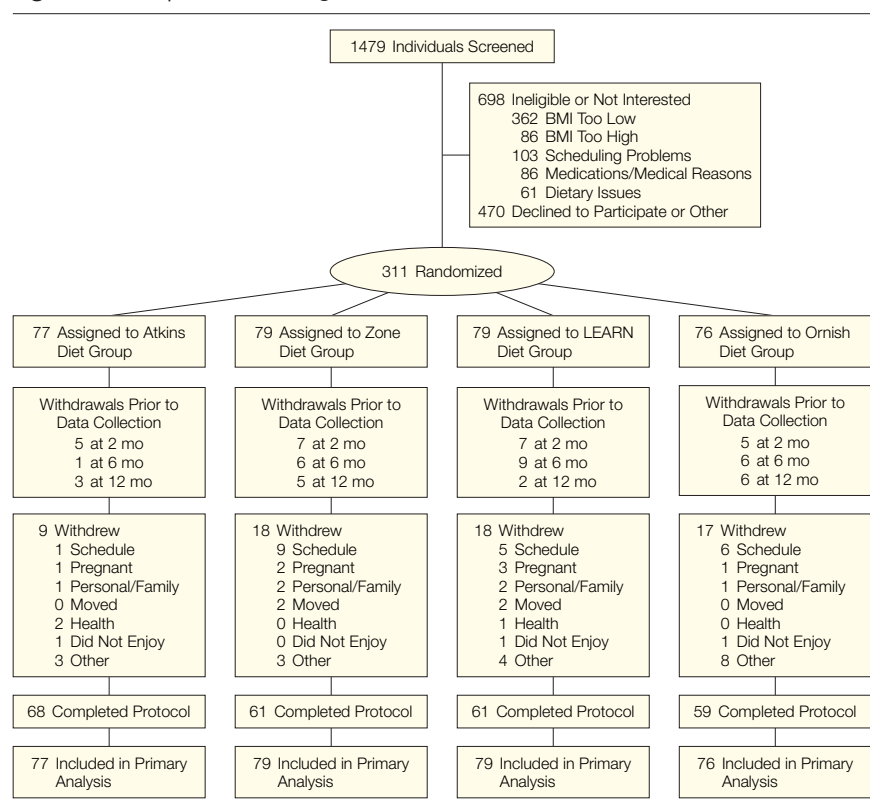 1479 Individuals Screened
698 Ineligible or Not Interested
362 BMI Too Low
86 BMI Too High
103 Scheduling Problems
86 Medications/Medical Reasons
61 Dietary Issues
470 Declined to Participate or Other
311 Randomized
77 Assigned to Atkins
Diet Group
79 Assigned to Zone
Diet Group
79 Assigned to LEARN
Diet Group
76 Assigned to Ornish
Diet Group
Withdrawals Prior to
Data Collection
5 at 2 mo
1 at 6 mo
3 at 12 mo
Withdrawals Prior to
Data Collection
7 at 2 mo
6 at 6 mo
5 at 12 mo
Withdrawals Prior to
Data Collection
7 at 2 mo
9 at 6 mo
2 at 12 mo
Withdrawals Prior to
Data Collection
5 at 2 mo
6 at 6 mo
6 at 12 mo
9 Withdrew
1 Schedule
1 Pregnant
1 Personal/Family
0 Moved
2 Health
1 Did Not Enjoy
3 Other
18 Withdrew
9 Schedule
2 Pregnant
2 Personal/Family
2 Moved
0 Health
0 Did Not Enjoy
3 Other
18 Withdrew
5 Schedule
3 Pregnant
2 Personal/Family
2 Moved
1 Health
1 Did Not Enjoy
4 Other
17 Withdrew
6 Schedule
1 Pregnant
1 Personal/Family
0 Moved
0 Health
1 Did Not Enjoy
8 Other
68 Completed Protocol
61 Completed Protocol
61 Completed Protocol
59 Completed Protocol
77 Included in Primary
Analysis
79 Included in Primary
Analysis
79 Included in Primary
Analysis
76 Included in Primary
Analysis